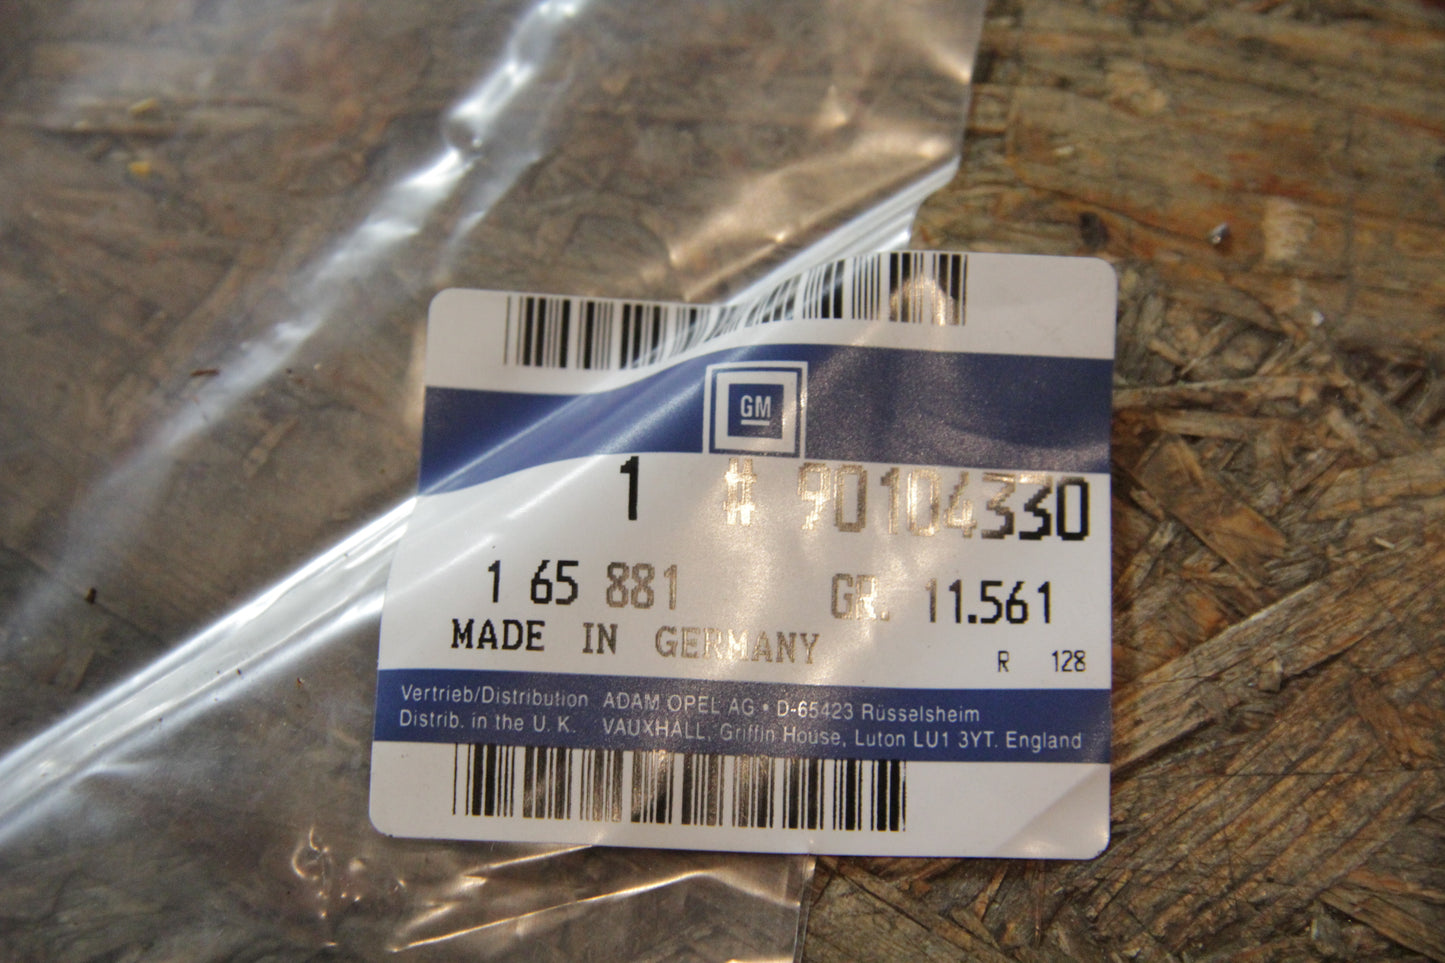 GM
1 # 90104330
1 65 881 GR. 11.561
MADE IN GERMANY
R 128
Vertrieb/Distribution ADAM OPEL AG • D-65423 Rüsselsheim
Distrib. in the U. K. VAUXHALL, Griffin House, Luton LU1 3YT. England